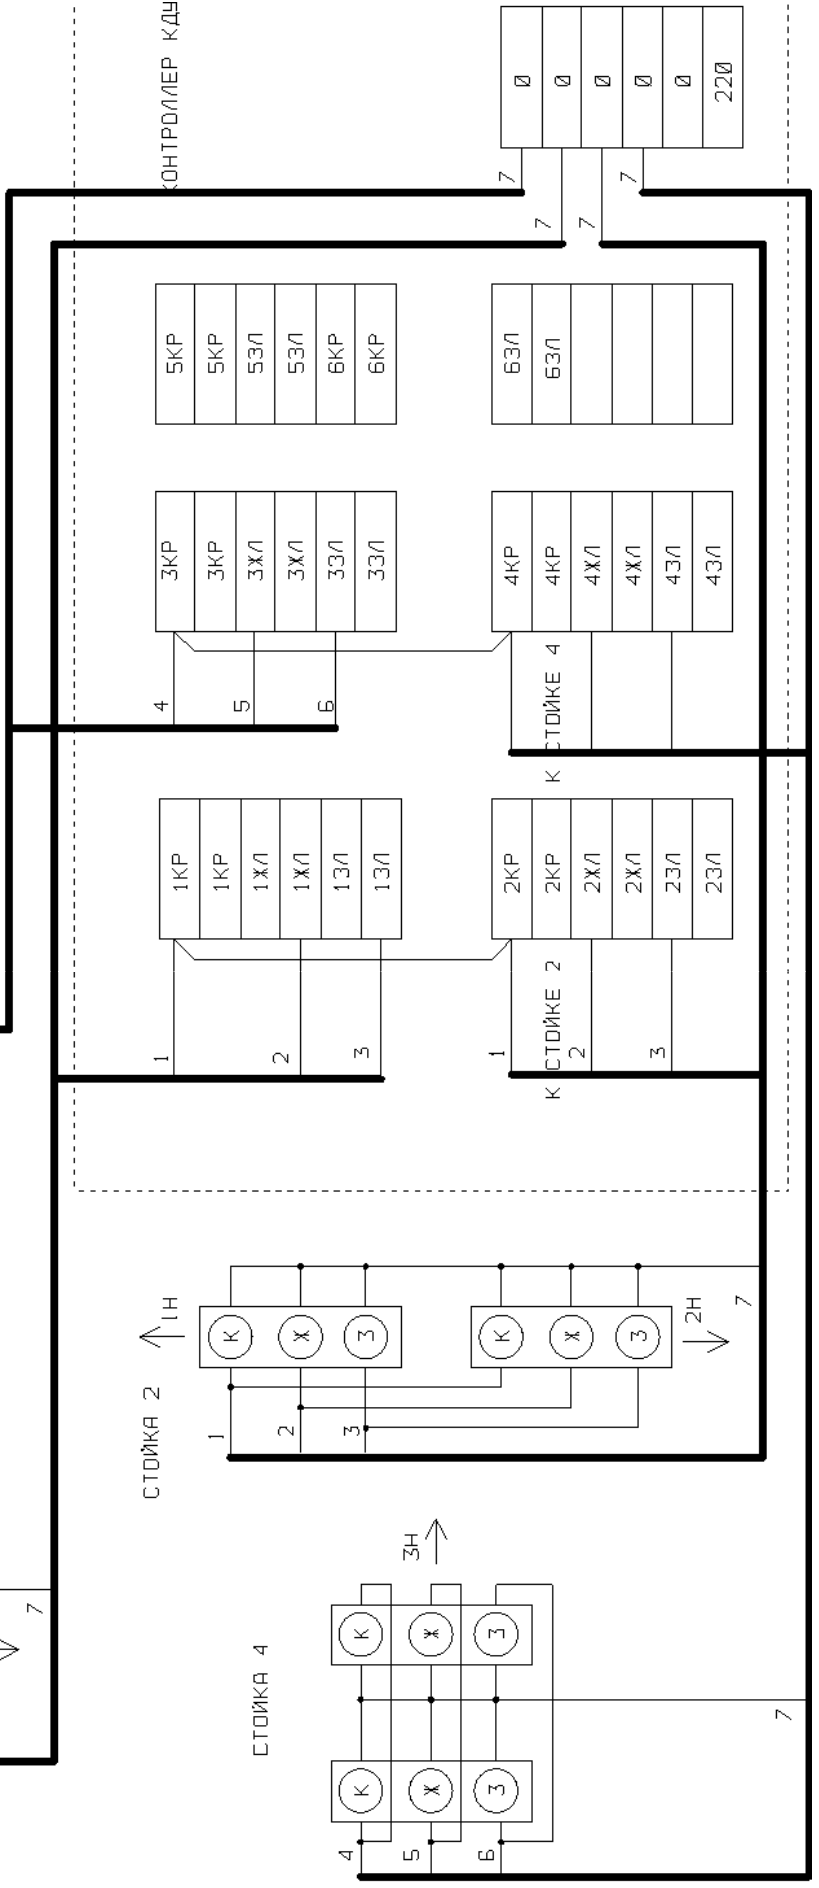 КОНТРОЛЛЕР КДУ
0
0
0
0
0
220
7
7
7
7
5КР
5КР
5ЗЛ
5ЗЛ
6КР
6КР
6ЗЛ
6ЗЛ
3КР
3КР
3ЖЛ
3ЖЛ
3ЗЛ
3ЗЛ
4КР
4КР
4ЖЛ
4ЖЛ
4ЗЛ
4ЗЛ
4
5
6
К СТОЙКЕ 4
1КР
1КР
1ЖЛ
1ЖЛ
1ЗЛ
1ЗЛ
2КР
2КР
2ЖЛ
2ЖЛ
2ЗЛ
2ЗЛ
1
2
3
1
2
3
К СТОЙКЕ 2
1Н
К
Ж
З
К
Ж
З
2Н
7
СТОЙКА 2
1
2
3
3Н
7
К
Ж
З
СТОЙКА 4
7
К
Ж
З
4
5
6